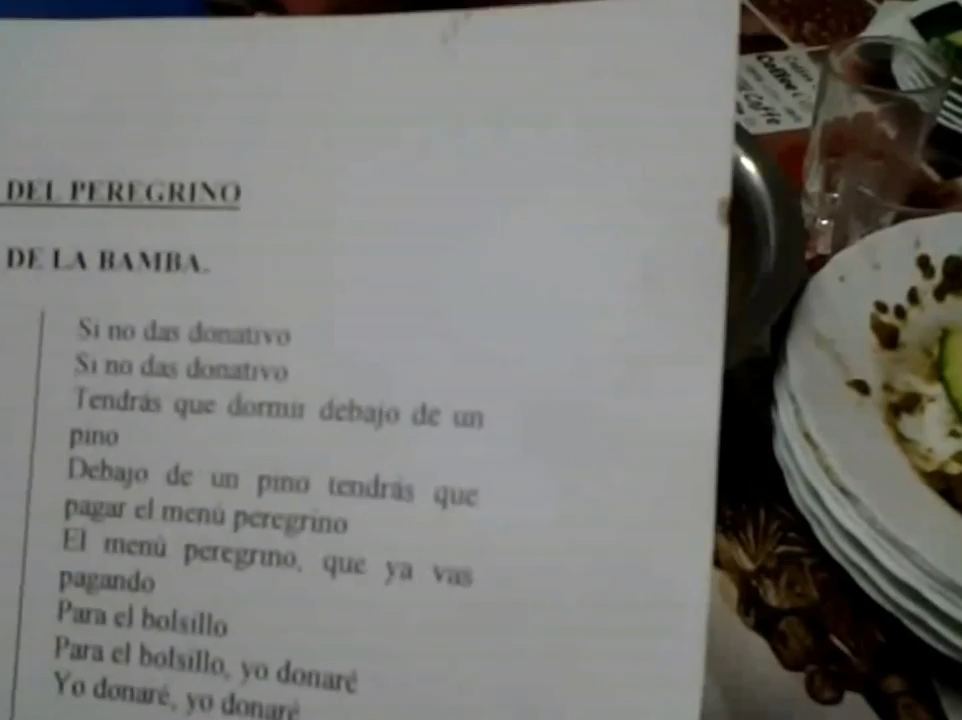 DEL PEREGRINO
DE LA BAMBA.
Si no das donativo
Si no das donativo
Tendrás que dormir debajo de un
pino
Debajo de un pino tendrás que
pagar el menú peregrino
El menú peregrino, que ya vas
pagando
Para el bolsillo
Para el bolsillo, yo donaré
Yo donaré, yo donaré
Coffee
Caffe